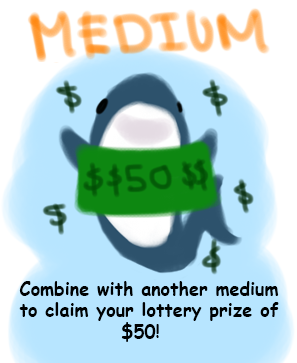 MEDIUM
$ $
$$50 $$
$ $
$
Combine with another medium
to claim your lottery prize of
$50!